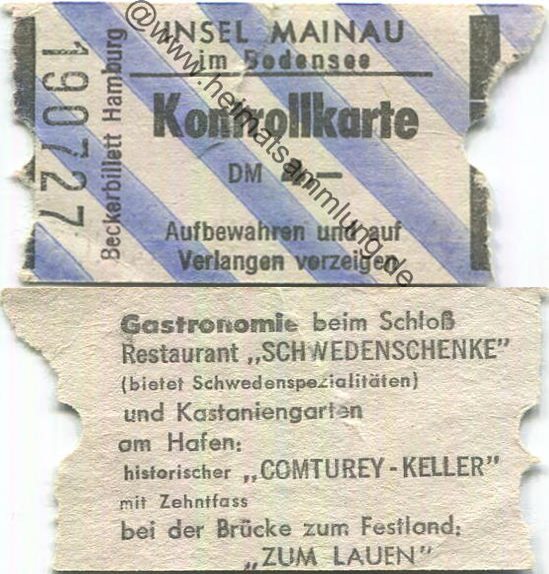 INSEL MAINAU
im Bodensee
Kontrollkarte
DM 2,-
Aufbewahren und auf
Verlangen vorzeigen
190727
Beckerbillett Hamburg
@www.heimatsammlung.de
Gastronomie beim Schloß
Restaurant „SCHWEDENSCHENKE"
(bietet Schwedenspezialitäten)
und Kastaniengarten
am Hafen:
historischer „COMTUREY-KELLER"
mit Zehntfass
bei der Brücke zum Festland:
„ZUM LAUEN"